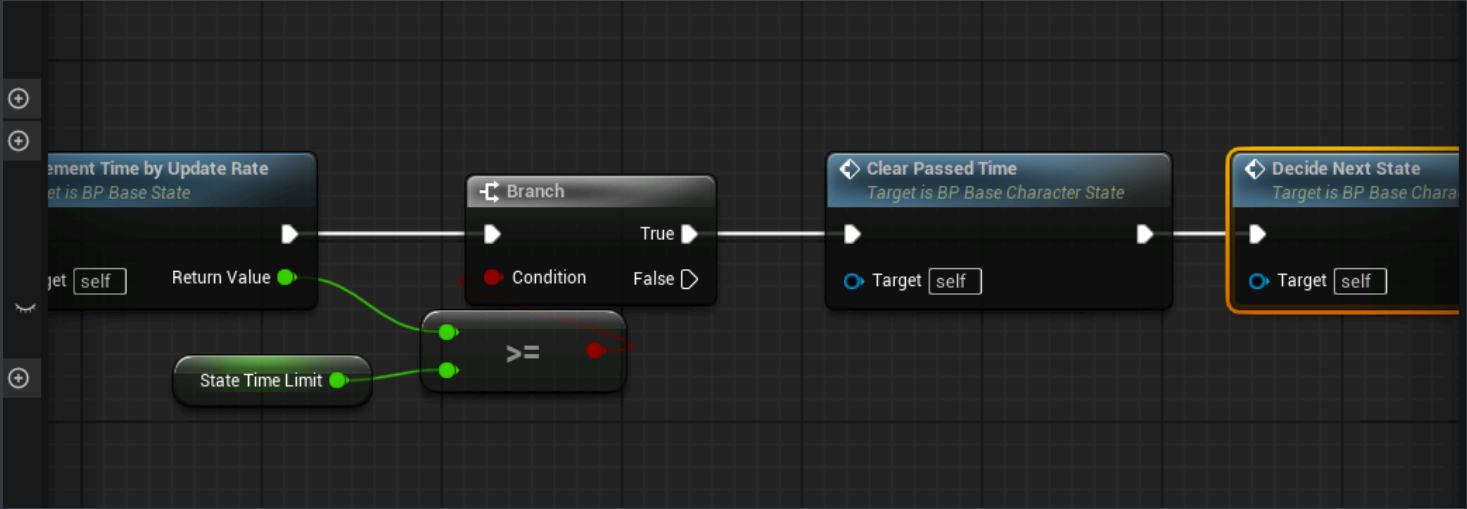 ement Time by Update Rate
et is BP Base State
get self
Return Value
State Time Limit
Branch
Condition
True
False
>=
Clear Passed Time
Target is BP Base Character State
Target self
Decide Next State
Target is BP Base Chara
Target self